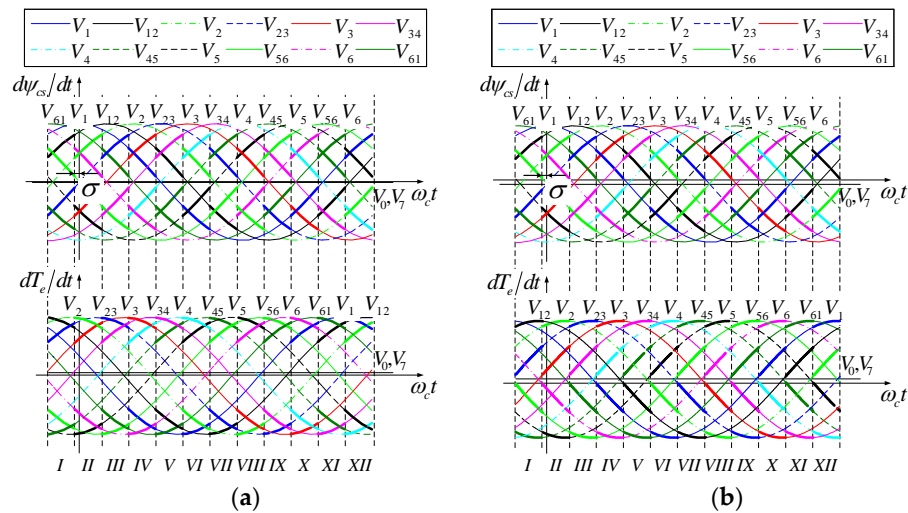 V1 V12 V2 V23 V3 V34
V4 V45 V5 V56 V6 V61
dψcs/dt
V61 V1 V12 V2 V23 V3 V34 V4 V45 V5 V56 V6
σ
V0,V7
ωc t
dTe/dt
V2 V23 V3 V34 V4 V45 V5 V56 V6 V61 V1 V12
V0,V7
ωc t
I II III IV V VI VII VIII IX X XI XII
(a)
V1 V12 V2 V23 V3 V34
V4 V45 V5 V56 V6 V61
dψcs/dt
V61 V1 V12 V2 V23 V3 V34 V4 V45 V5 V56 V6
σ
V0,V7
ωc t
dTe/dt
V12 V2 V23 V3 V34 V4 V45 V5 V56 V6 V61 V1
V0,V7
ωc t
I II III IV V VI VII VIII IX X XI XII
(b)